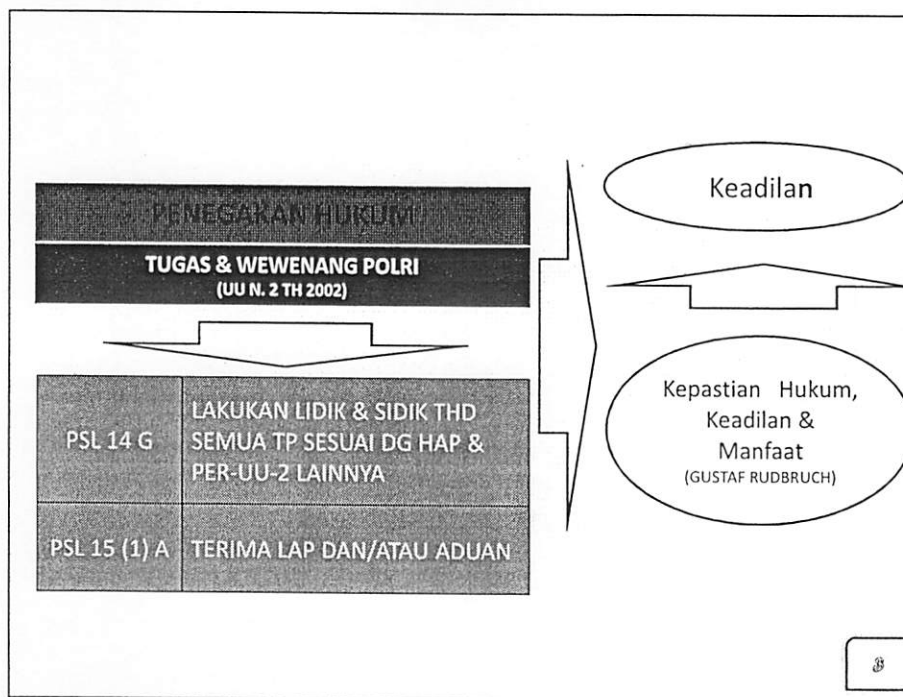 PENEGAKAN HUKUM
TUGAS & WEWENANG POLRI
(UU N. 2 TH 2002)
PSL 14 G
LAKUKAN LIDIK & SIDIK THD
SEMUA TP SESUAI DG HAP &
PER-UU-2 LAINNYA
PSL 15 (1) A
TERIMA LAP DAN/ATAU ADUAN
Keadilan
Kepastian Hukum,
Keadilan &
Manfaat
(GUSTAF RUDBRUCH)